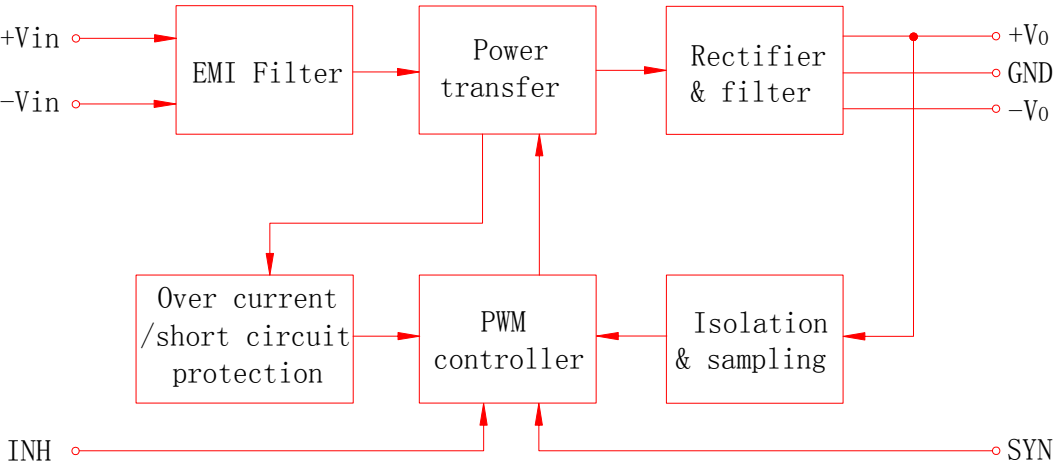 +Vin
−Vin
EMI Filter
Power
transfer
Rectifier
& filter
+V0
GND
−V0
Over current
/short circuit
protection
PWM
controller
Isolation
& sampling
INH
SYN